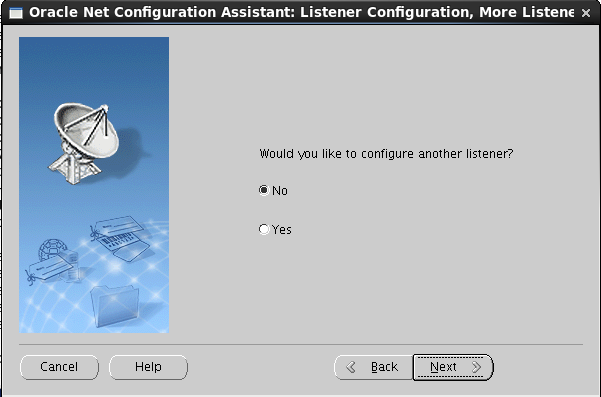 Oracle Net Configuration Assistant: Listener Configuration, More Listene
Would you like to configure another listener?
No
Yes
Cancel
Help
Back
Next